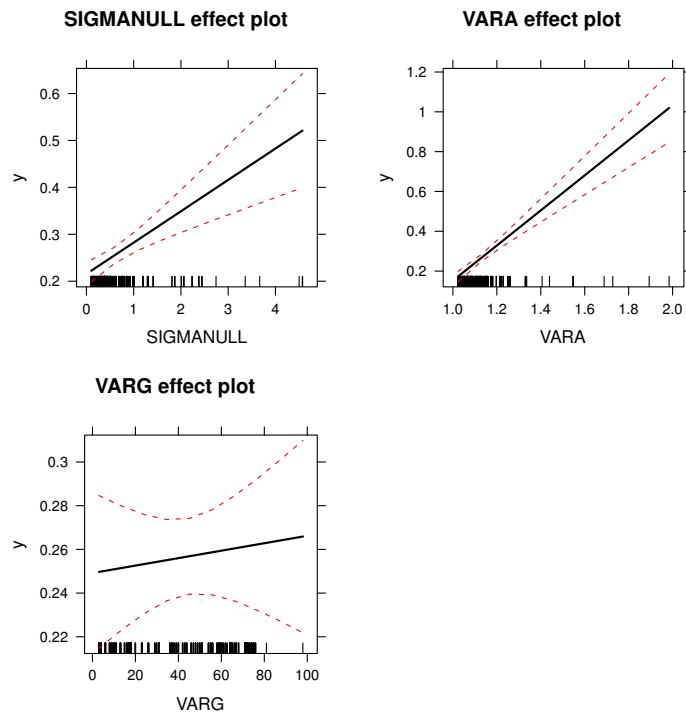 SIGMANULL effect plot
y
0.6
0.5
0.4
0.3
0.2
0 1 2 3 4
SIGMANULL
VARA effect plot
y
1.2
1
0.8
0.6
0.4
0.2
1.0 1.2 1.4 1.6 1.8 2.0
VARA
VARG effect plot
y
0.3
0.28
0.26
0.24
0.22
0 20 40 60 80 100
VARG